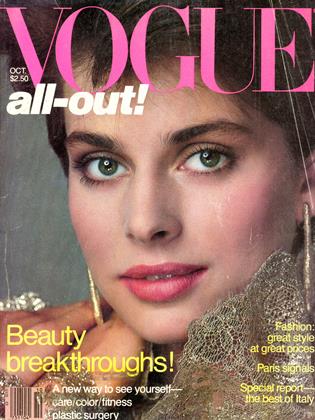 VOGUE
OCT.
$2.50
all-out!
Beauty
breakthroughs!
A new way to see yourself—
care/color/fitness
plastic surgery
Fashion:
great style
at great prices
Paris signals
Special report—
the best of Italy